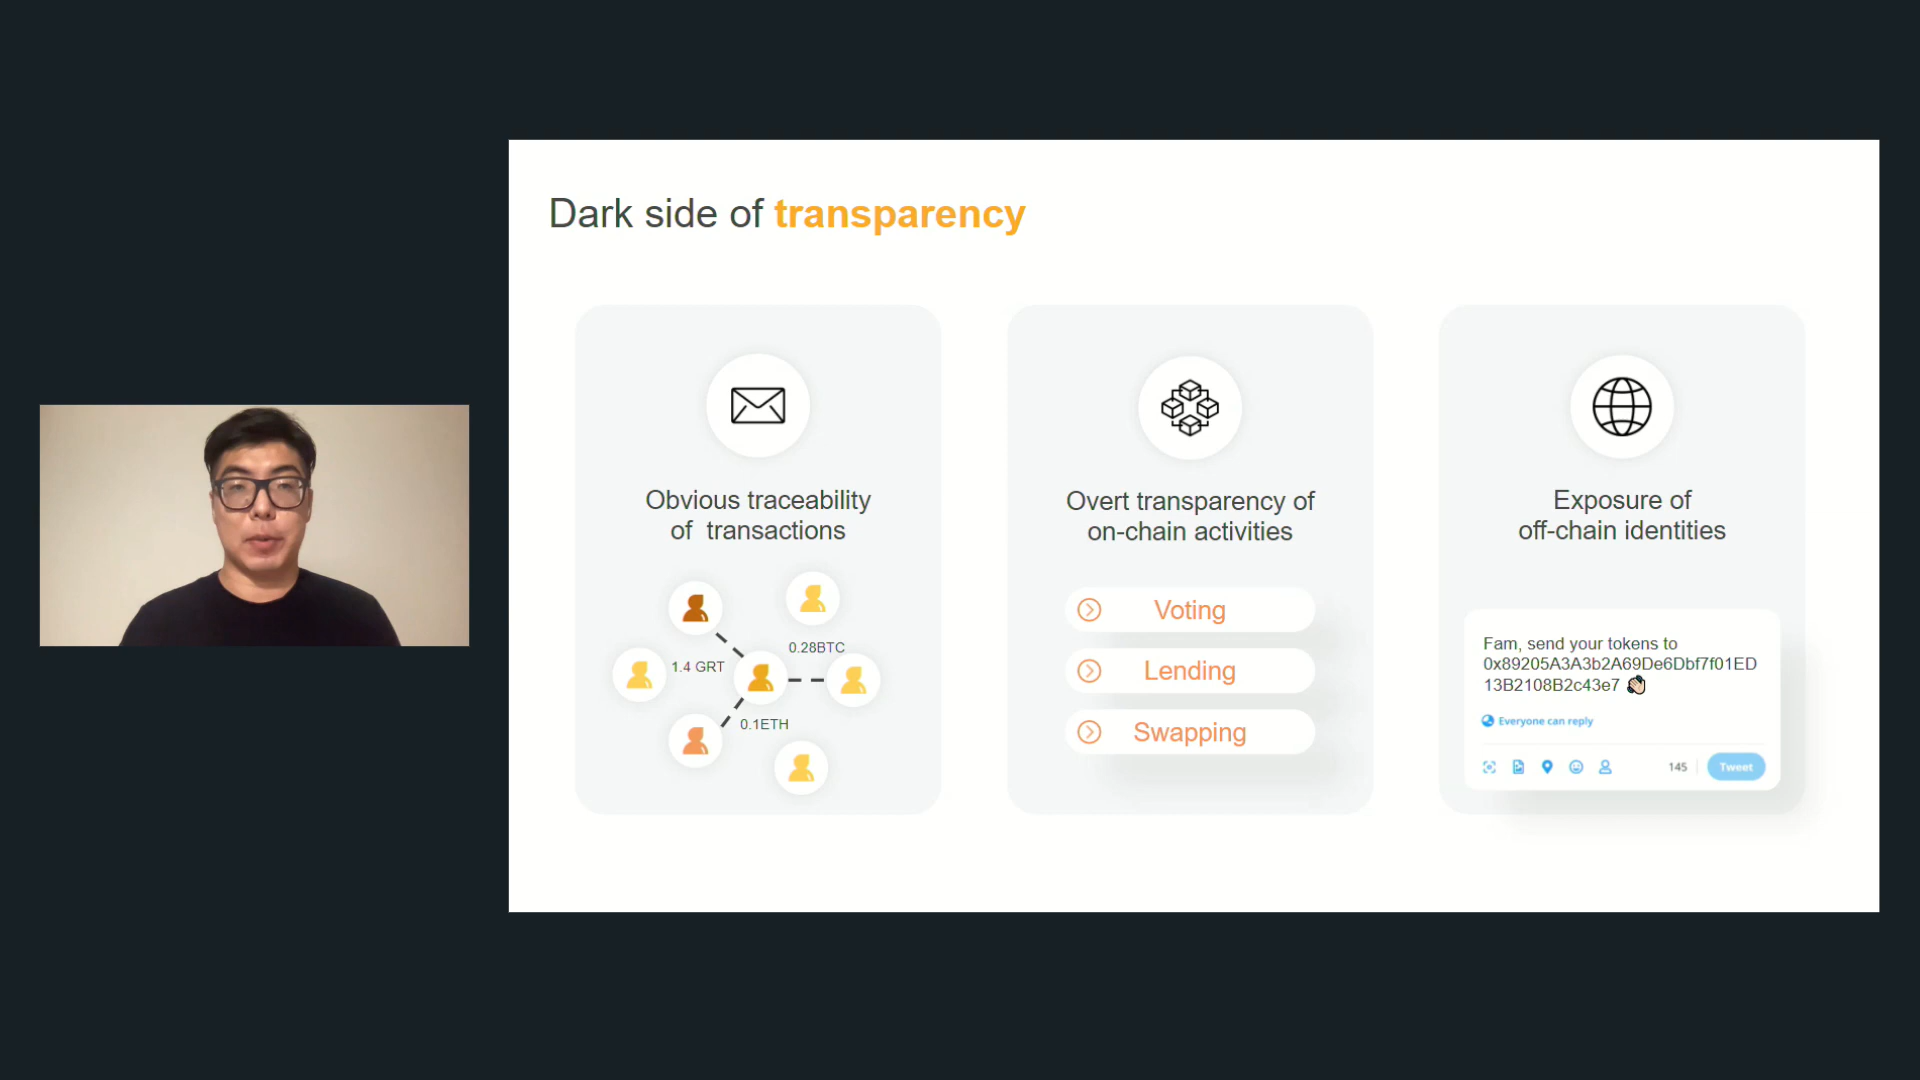 Dark side of transparency
Obvious traceability
of transactions
0.28BTC
1.4 GRT
0.1ETH
Overt transparency of
on-chain activities
Voting
Lending
Swapping
Exposure of
off-chain identities
Fam, send your tokens to
0x89205A3A3b2A69De6Dbf7f01ED
13B2108B2c43e7 👏🏻
Everyone can reply
145
Tweet